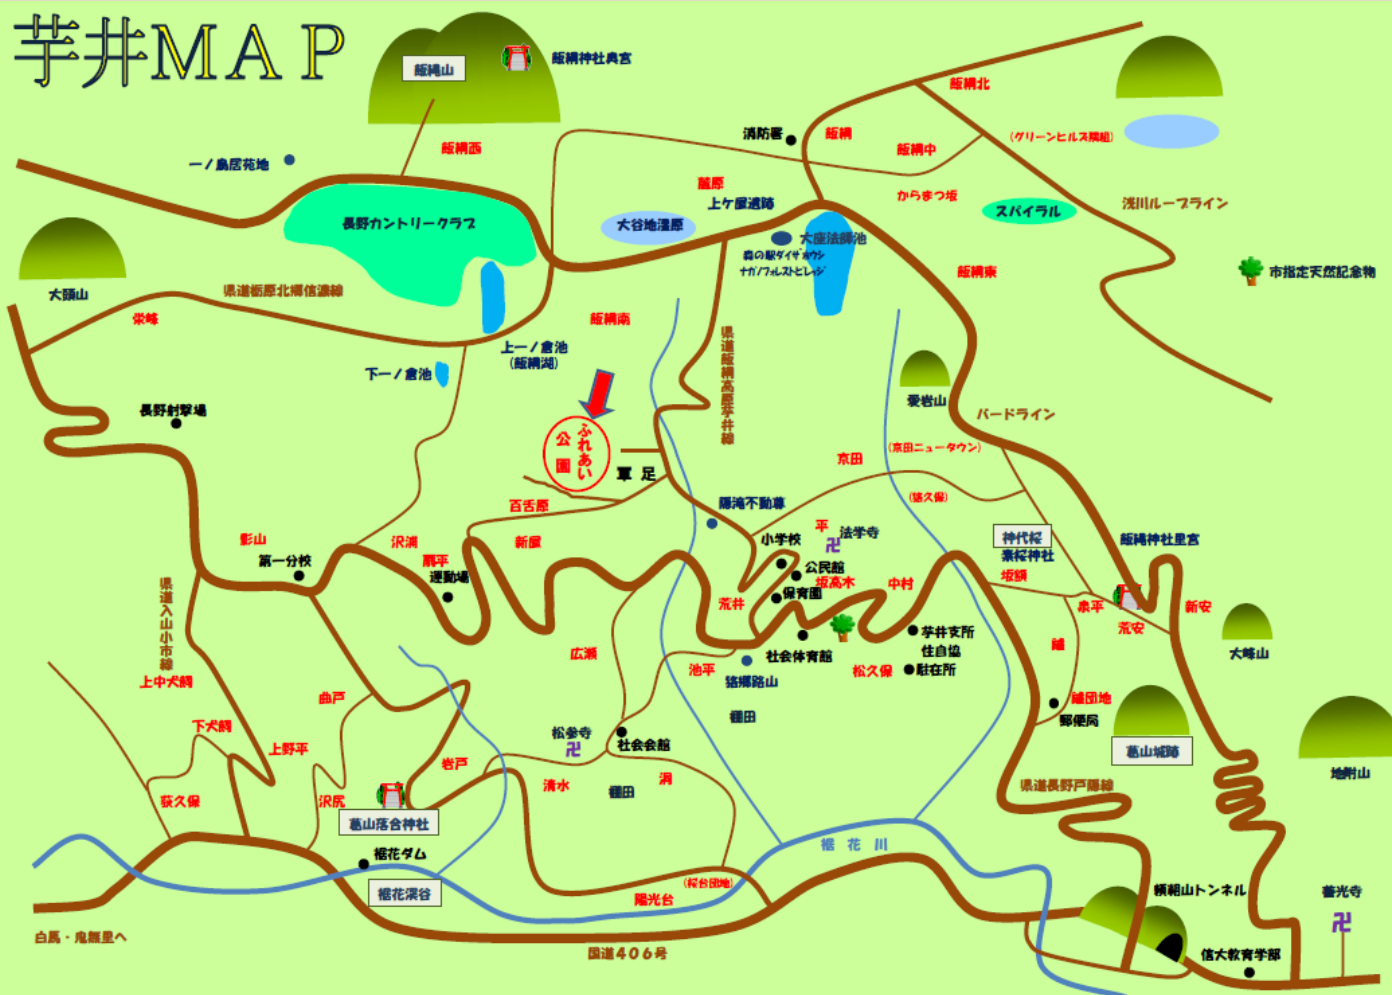 芋井MAP
飯縄山
飯綱神社奥宮
飯綱北
消防署
飯綱
(グリーンヒルズ隣組)
飯綱中
飯綱西
一ノ鳥居苑地
麓原
上ケ屋遺跡
からまつ坂
浅川ループライン
スパイラル
長野カントリークラブ
大谷地湿原
大座法師池
森の駅ダイザホウシ
ナガノフォレストビレッジ
飯綱東
市指定天然記念物
大頭山
県道栃原北郷信濃線
栄峰
飯綱南
県道飯綱高原芋井線
上一ノ倉池
(飯綱湖)
下一ノ倉池
愛岩山
長野射撃場
バードライン
ふれあい
公園
軍足
京田
(京田ニュータウン)
百舌原
隠滝不動尊
(猪久保)
影山
沢浦
新屋
平
法学寺
神代桜
素桜神社
飯縄神社里宮
第一分校
扇平
運動場
小学校
公民館
坂高木
中村
坂額
保育園
荒井
泉平
新安
荒安
県道入山小市線
芋井支所
住自協
駐在所
社会体育館
広瀬
池平
松久保
大峰山
上中犬飼
曲戸
猫郷路山
棚田
郵便局
下犬飼
上野平
松参寺
社会会館
葛山城跡
地附山
岩戸
清水
棚田
洞
県道長野戸隠線
荻久保
沢尻
葛山落合神社
裾花川
裾花ダム
裾花渓谷
(桜台団地)
陽光台
頼朝山トンネル
善光寺
白馬・鬼無里へ
国道406号
信大教育学部